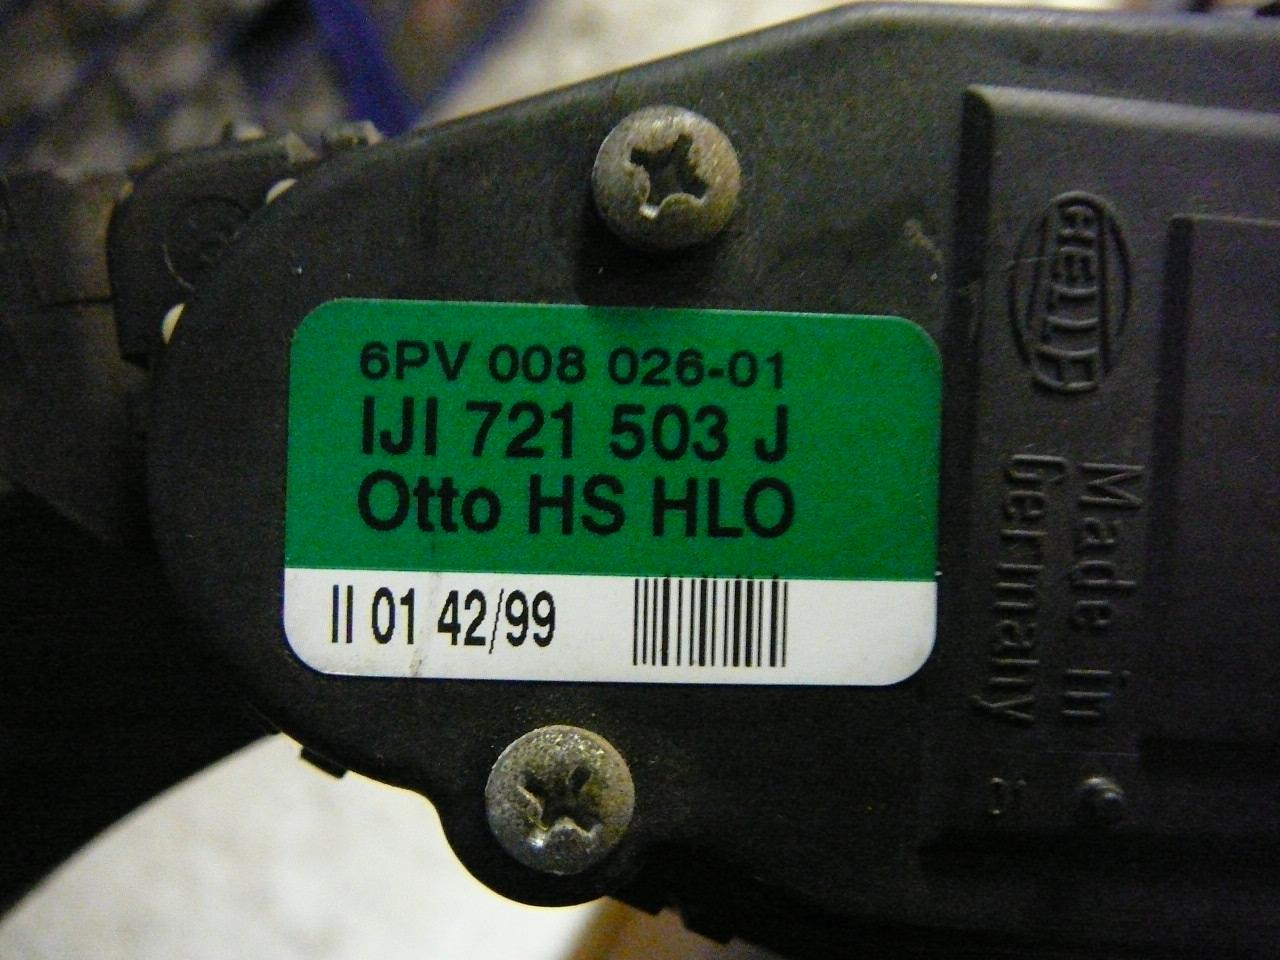 6PV 008 026-01
IJI 721 503 J
Otto HS HLO
II 01 42/99
HELLA
Made in
Germany